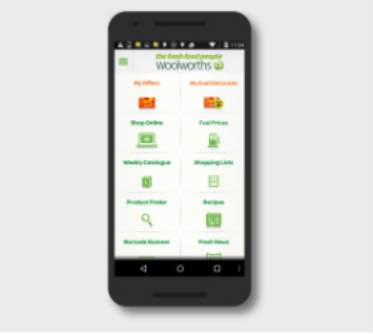 the fresh food people
Woolworths
My Offers
My Fuel Discounts
Shop Online
Fuel Prices
Weekly Catalogue
Shopping Lists
Product Finder
Recipes
Barcode Scanner
Fresh News